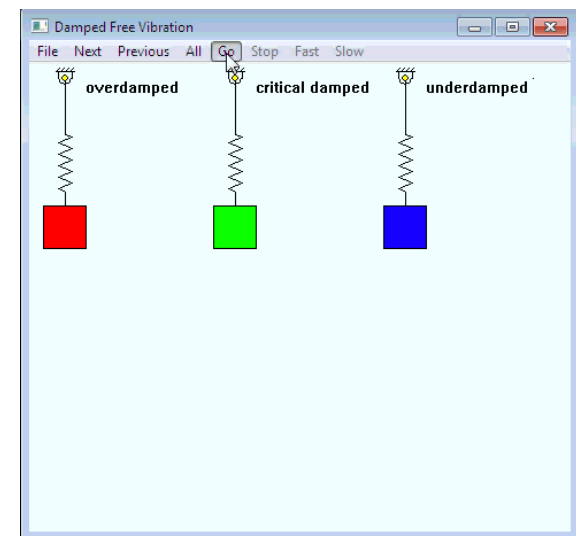 Damped Free Vibration
File Next Previous All Go Stop Fast Slow
overdamped critical damped underdamped